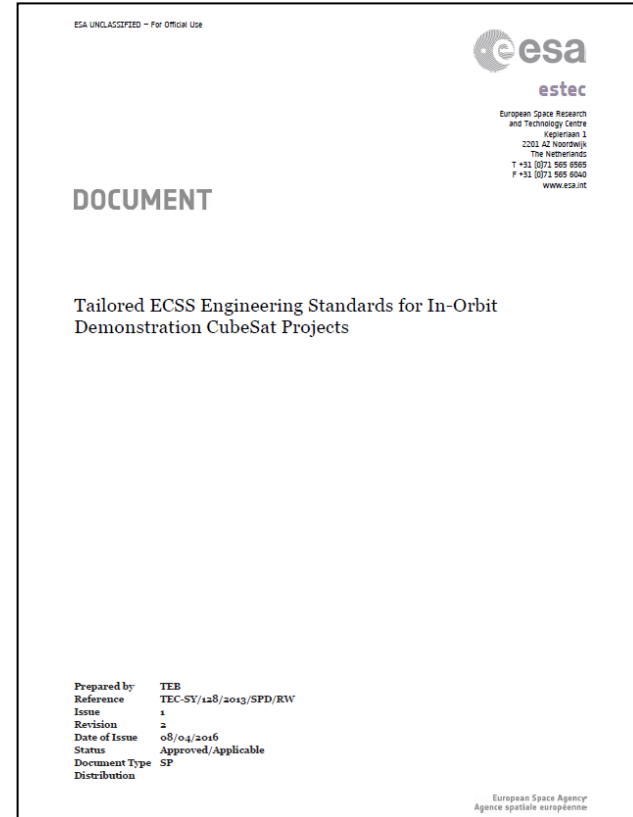 ESA UNCLASSIFIED – For Official Use
esa
estec
European Space Research
and Technology Centre
Keplerlaan 1
2201 AZ Noordwijk
The Netherlands
T +31 (0)71 565 6565
F +31 (0)71 565 6040
www.esa.int
DOCUMENT
Tailored ECSS Engineering Standards for In-Orbit
Demonstration CubeSat Projects
Prepared by TEB
Reference TEC-SY/128/2013/SPD/RW
Issue 1
Revision 2
Date of Issue 08/04/2016
Status Approved/Applicable
Document Type SP
Distribution
European Space Agency
Agence spatiale européenne